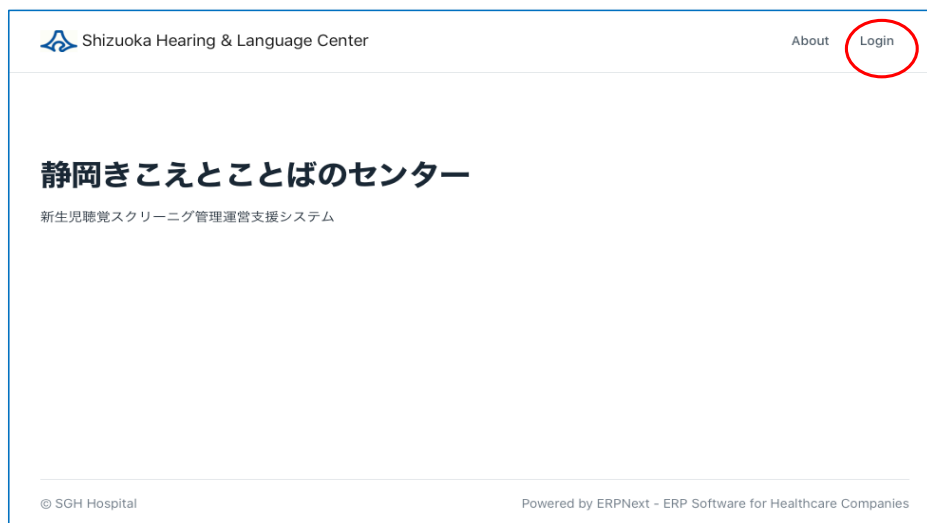 Shizuoka Hearing & Language Center
About Login
静岡きこえとことばのセンター
新生児聴覚スクリーニグ管理運営支援システム
© SGH Hospital
Powered by ERPNext - ERP Software for Healthcare Companies